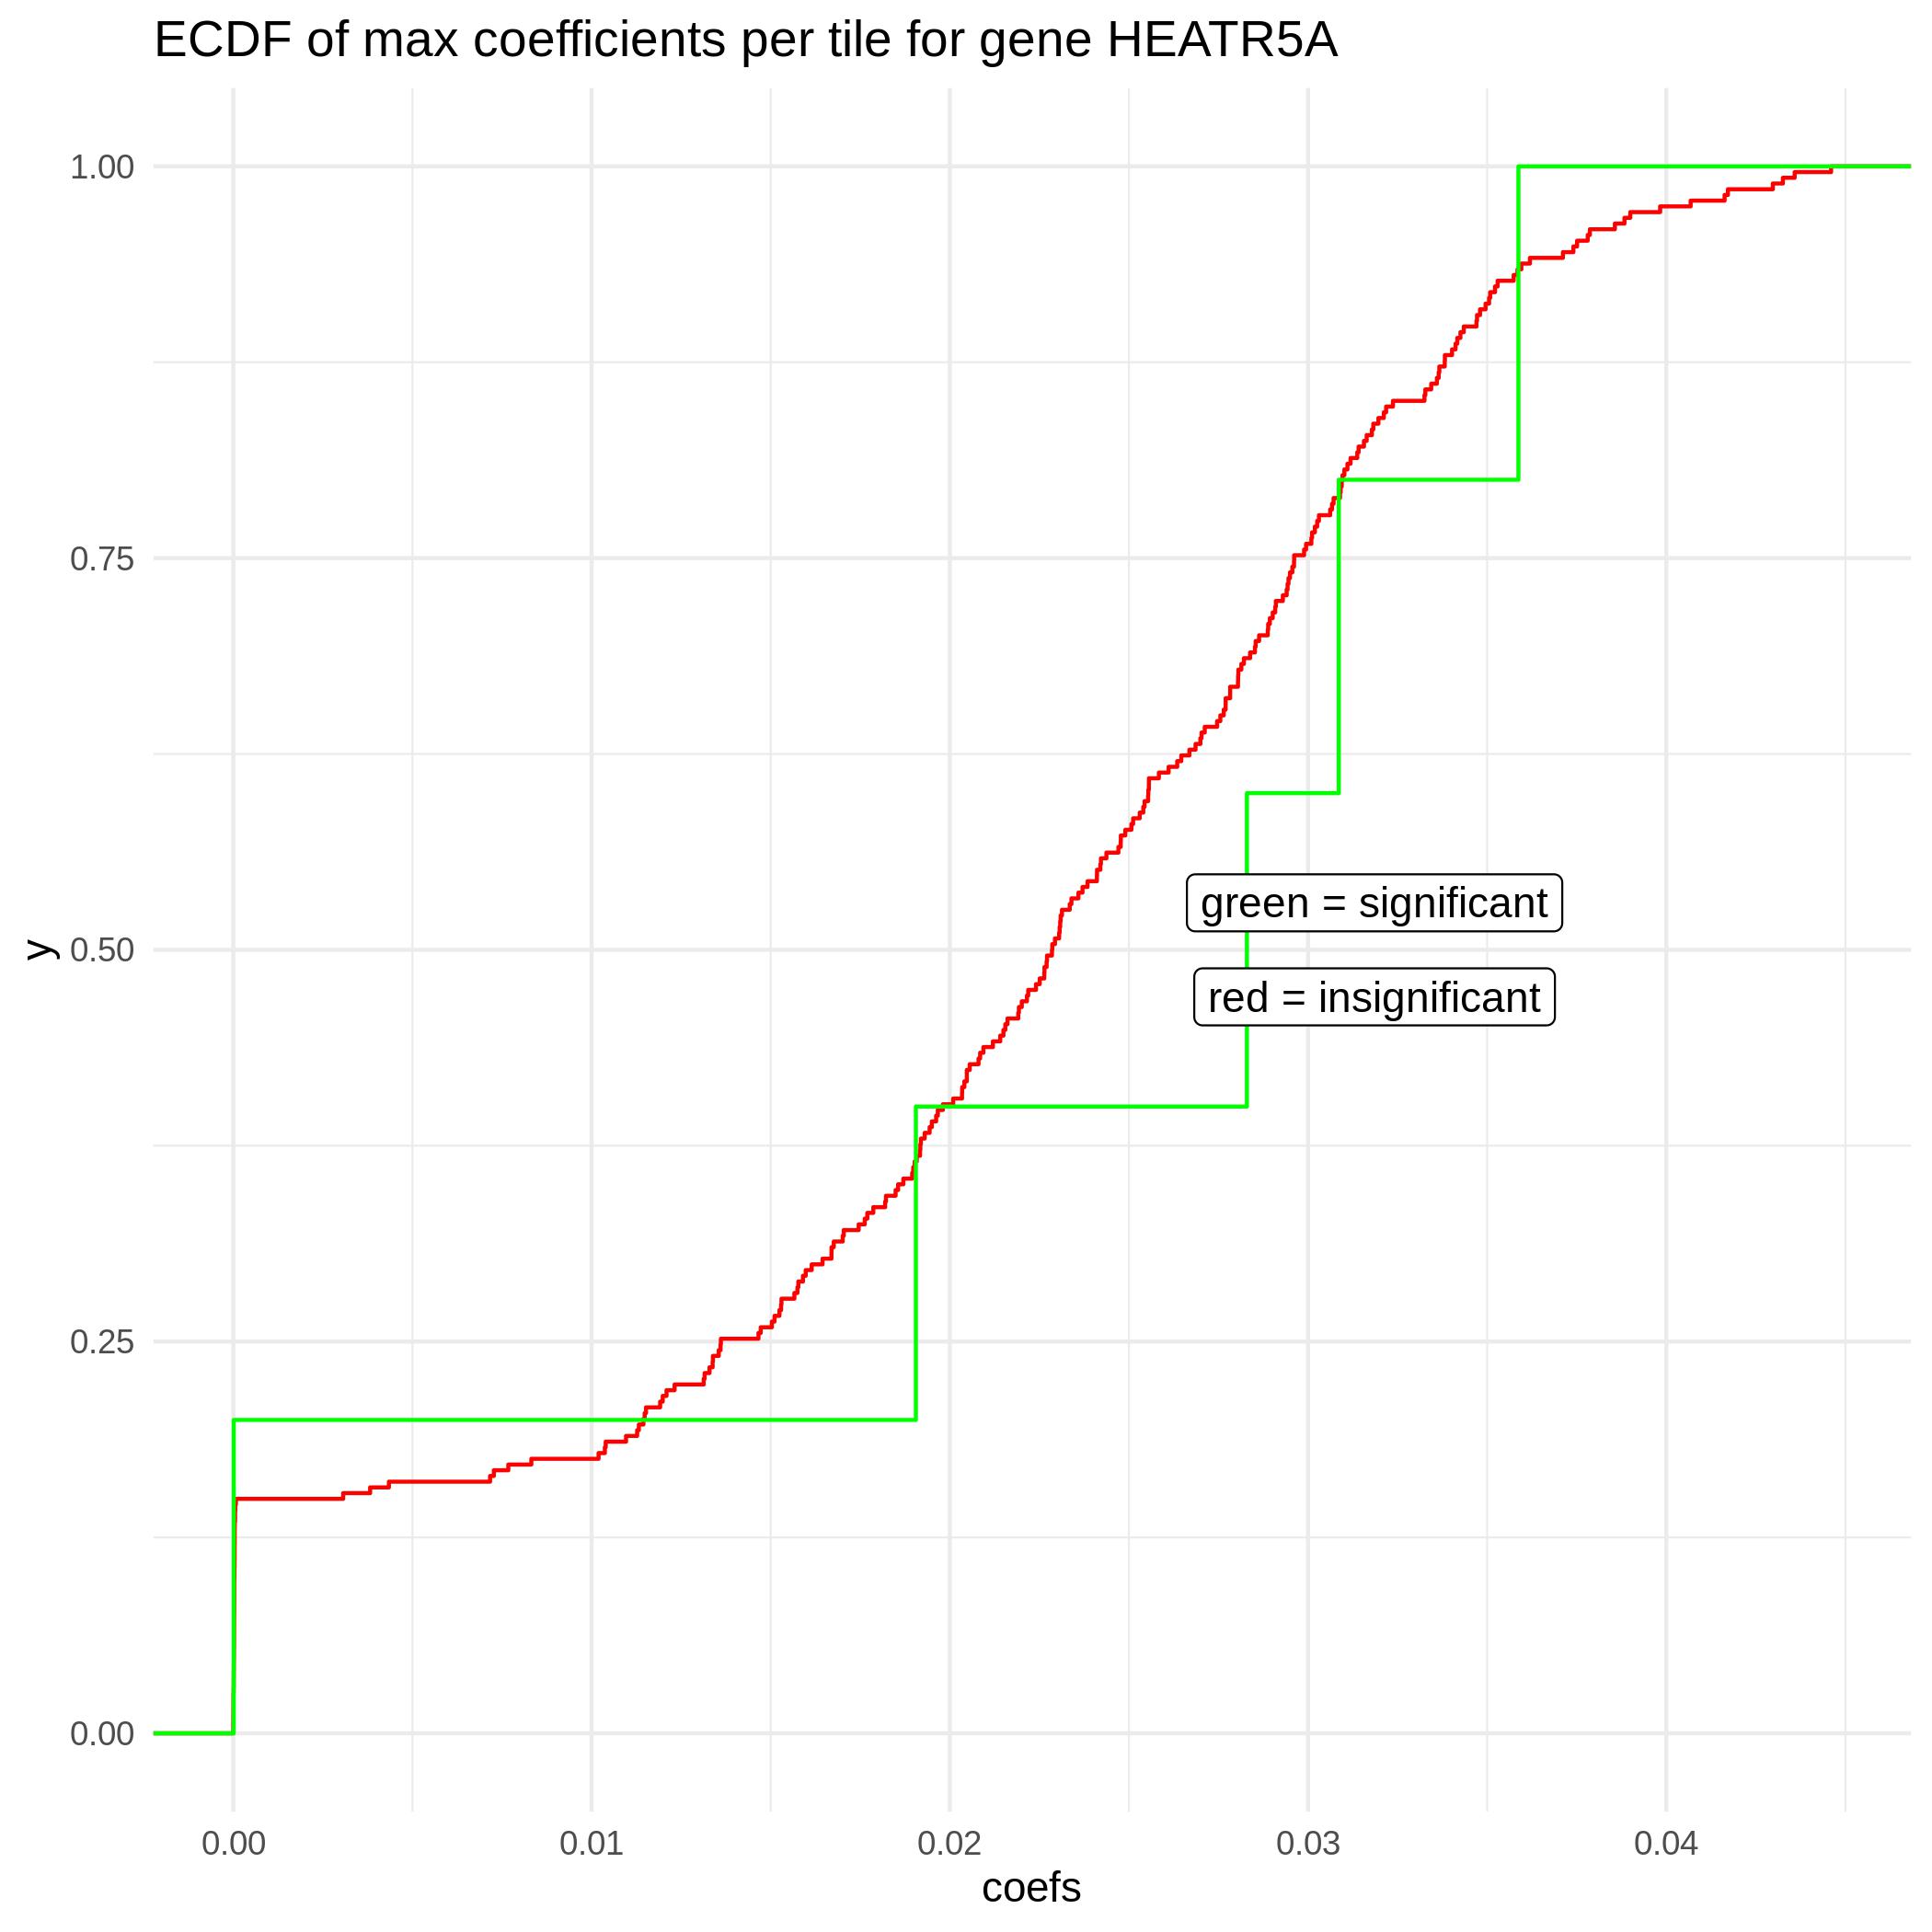 ECDF of max coefficients per tile for gene HEATR5A
1.00
0.75
0.50
0.25
0.00
y
green = significant
red = insignificant
0.00 0.01 0.02 0.03 0.04
coefs